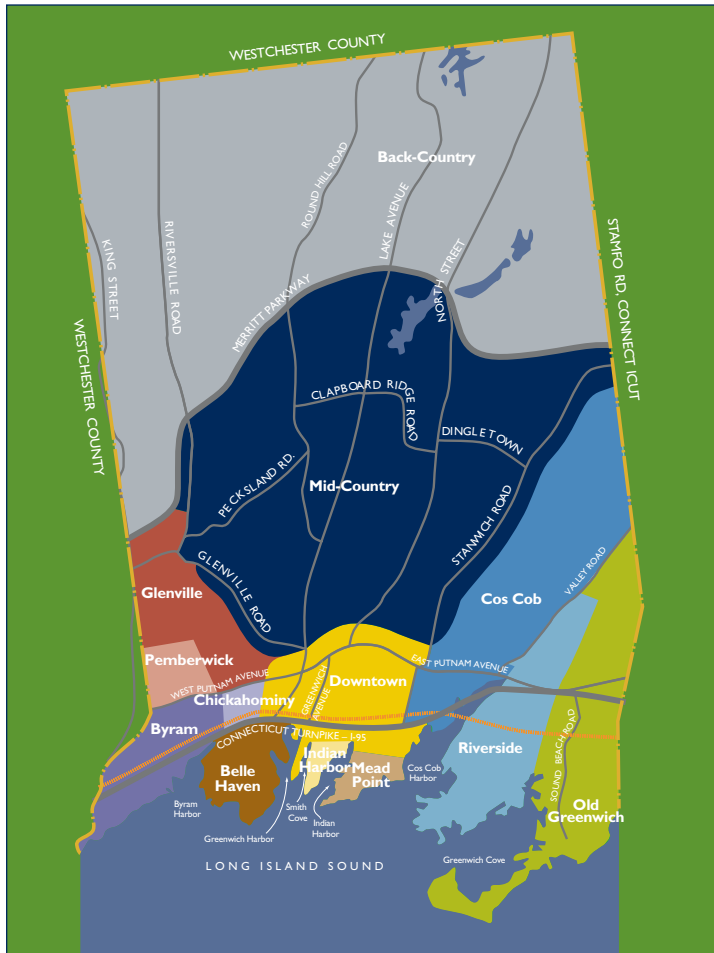 WESTCHESTER COUNTY
Back-Country
ROUND HILL ROAD
LAKE AVENUE
KING STREET
RIVERSVILLE ROAD
NORTH STREET
STAMFO RD, CONNECT ICUT
MERRITT PARKWAY
WESTCHESTER COUNTY
CLAPBOARD RIDGE ROAD
DINGLETOWN
PECKSLAND RD.
Mid-Country
STANWICH ROAD
GLENVILLE ROAD
VALLEY ROAD
Glenville
Cos Cob
Pemberwick
EAST PUTNAM AVENUE
WEST PUTNAM AVENUE
Downtown
GREENWICH
AVENUE
Chickahominy
Byram
CONNECTICUT TURNPIKE – I-95
Riverside
SOUND BEACH ROAD
Indian
Harbor
Belle
Haven
Mead
Point
Cos Cob
Harbor
Byram
Harbor
Smith
Cove
Indian
Harbor
Old
Greenwich
Greenwich Harbor
Greenwich Cove
LONG ISLAND SOUND